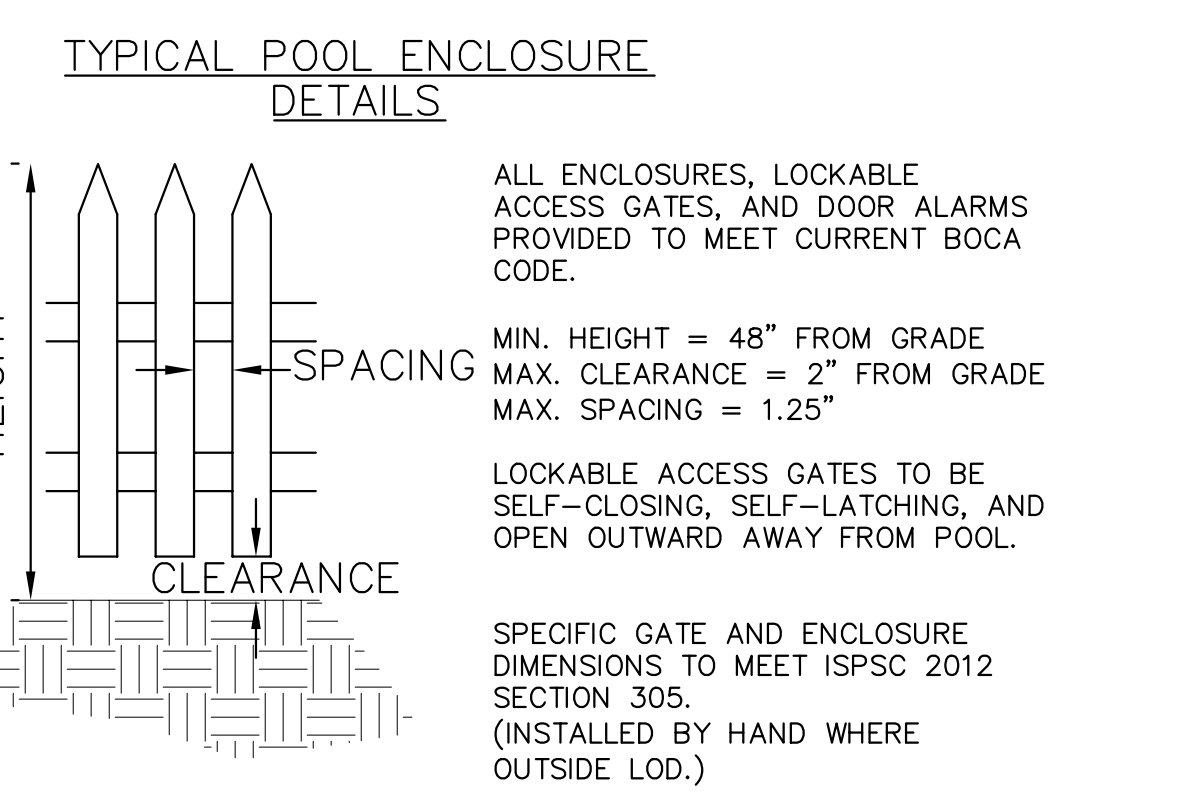 TYPICAL POOL ENCLOSURE
DETAILS
ALL ENCLOSURES, LOCKABLE
ACCESS GATES, AND DOOR ALARMS
PROVIDED TO MEET CURRENT BOCA
CODE.
SPACING
MIN. HEIGHT = 48” FROM GRADE
MAX. CLEARANCE = 2” FROM GRADE
MAX. SPACING = 1.25”
LOCKABLE ACCESS GATES TO BE
SELF-CLOSING, SELF-LATCHING, AND
OPEN OUTWARD AWAY FROM POOL.
CLEARANCE
SPECIFIC GATE AND ENCLOSURE
DIMENSIONS TO MEET ISPSC 2012
SECTION 305.
(INSTALLED BY HAND WHERE
OUTSIDE LOD.)